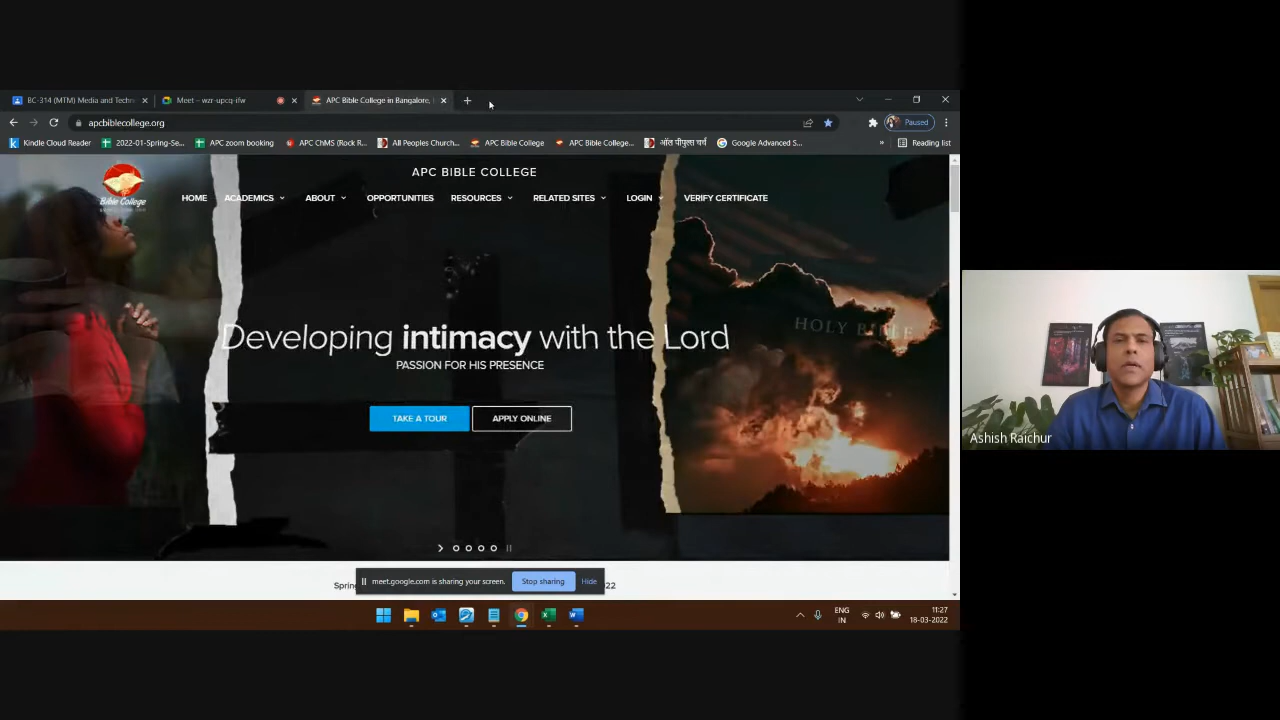 BC-314 (MTM) Media and Techn
Meet – wzr-upcq-ifw
APC Bible College in Bangalore,
apcbiblecollege.org
Paused
Kindle Cloud Reader
2022-01-Spring-Se...
APC zoom booking
APC ChMS (Rock R...
All Peoples Church...
APC Bible College
APC Bible College...
ऑल पीपुल्स चर्च
Google Advanced S...
»
Reading list
Bible College
APC BIBLE COLLEGE
HOME
ACADEMICS
ABOUT
OPPORTUNITIES
RESOURCES
RELATED SITES
LOGIN
VERIFY CERTIFICATE
HOLY BIBLE
Developing intimacy with the Lord
PASSION FOR HIS PRESENCE
TAKE A TOUR
APPLY ONLINE
Ashish Raichur
meet.google.com is sharing your screen.
Stop sharing
Hide
ENG
IN
11:27
18-03-2022